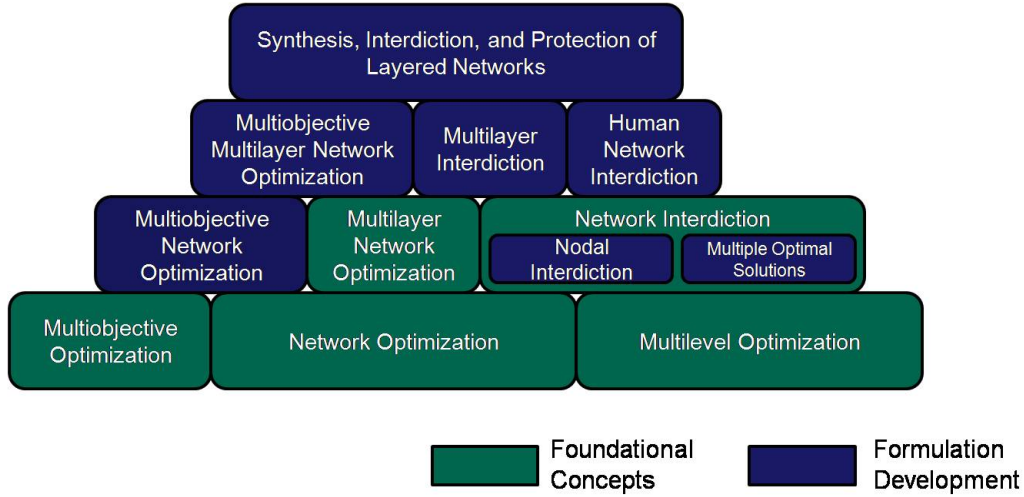 Synthesis, Interdiction, and Protection of
Layered Networks
Multiobjective
Multilayer Network
Optimization
Multilayer
Interdiction
Human
Network
Interdiction
Multiobjective
Network
Optimization
Multilayer
Network
Optimization
Network Interdiction
Nodal
Interdiction
Multiple Optimal
Solutions
Multiobjective
Optimization
Network Optimization
Multilevel Optimization
Foundational
Concepts
Formulation
Development